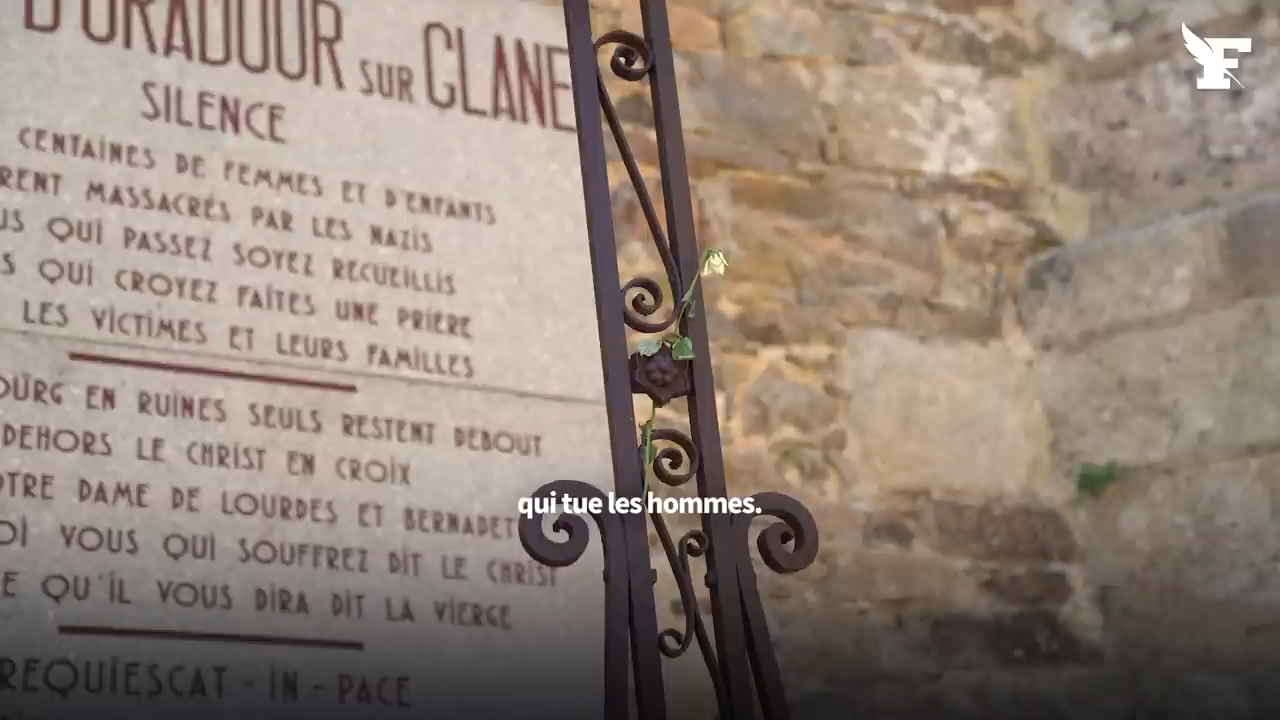 D'ORADOUR SUR GLANE
SILENCE
CENTAINES DE FEMMES ET D'ENFANTS
RENT MASSACRÉS PAR LES NAZIS
US QUI PASSEZ SOYEZ RECUEILLIS
S QUI CROYEZ FAITES UNE PRIERE
LES VICTIMES ET LEURS FAMILLES
OURG EN RUINES SEULS RESTENT DEBOUT
DEHORS LE CHRIST EN CROIX
OTRE DAME DE LOURDES ET BERNADET
qui tue les hommes.
OI VOUS QUI SOUFFREZ DIT LE CHRIST
E QU'IL VOUS DIRA DIT LA VIERGE
REQUIESCAT - IN - PACE
F